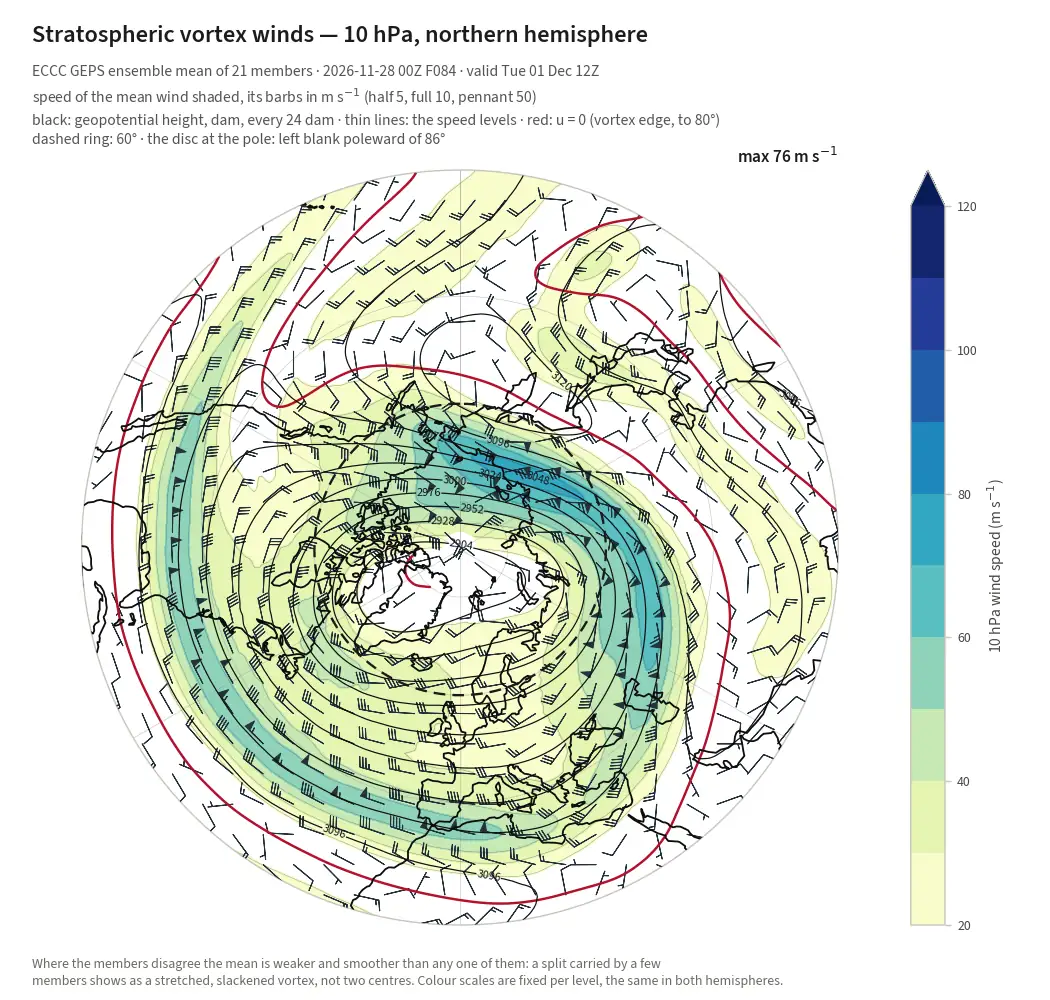 Stratospheric vortex winds — 10 hPa, northern hemisphere
ECCC GEPS ensemble mean of 21 members · 2026-11-28 00Z F084 · valid Tue 01 Dec 12Z
speed of the mean wind shaded, its barbs in m s⁻¹ (half 5, full 10, pennant 50)
black: geopotential height, dam, every 24 dam · thin lines: the speed levels · red: u = 0 (vortex edge, to 80°)
dashed ring: 60° · the disc at the pole: left blank poleward of 86°
max 76 m s⁻¹
120
100
80
60
40
20
10 hPa wind speed (m s⁻¹)
3120
3096
3096
3024
3048
3000
2976
2952
2928
2904
3096
3096
Where the members disagree the mean is weaker and smoother than any one of them: a split carried by a few
members shows as a stretched, slackened vortex, not two centres. Colour scales are fixed per level, the same in both hemispheres.